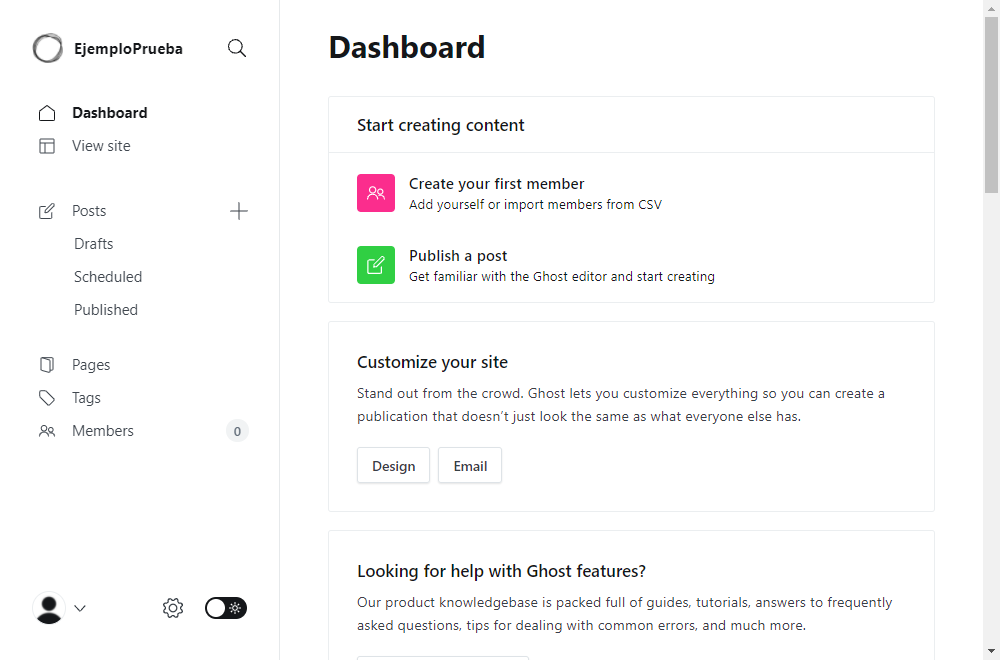 EjemploPrueba
Dashboard
View site
Posts
Drafts
Scheduled
Published
Pages
Tags
Members
0
Dashboard
Start creating content
Create your first member
Add yourself or import members from CSV
Publish a post
Get familiar with the Ghost editor and start creating
Customize your site
Stand out from the crowd. Ghost lets you customize everything so you can create a
publication that doesn’t just look the same as what everyone else has.
Design
Email
Looking for help with Ghost features?
Our product knowledgebase is packed full of guides, tutorials, answers to frequently
asked questions, tips for dealing with common errors, and much more.